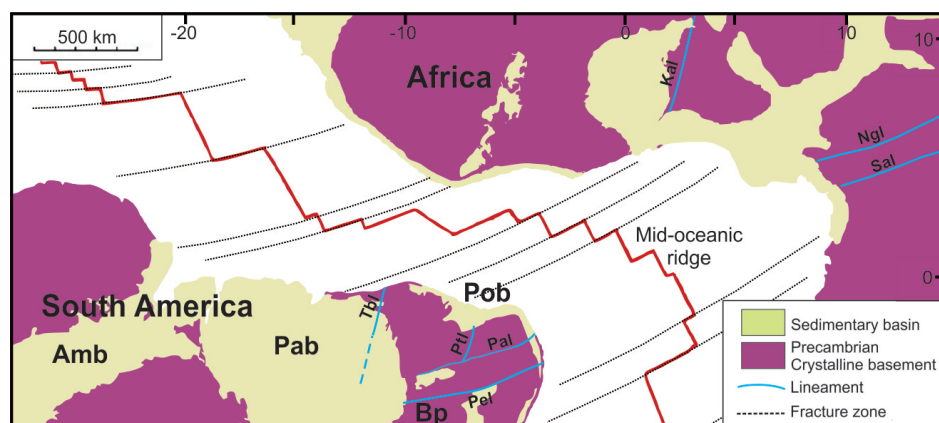 500 km
-20
-10
0
10
10
Africa
Kal
Ngl
Sal
Mid-oceanic
ridge
0
South America
Tbl
Pob
Amb
Pab
Ptl
Pal
Bp
Pel
Sedimentary basin
Precambrian
Crystalline basement
Lineament
Fracture zone